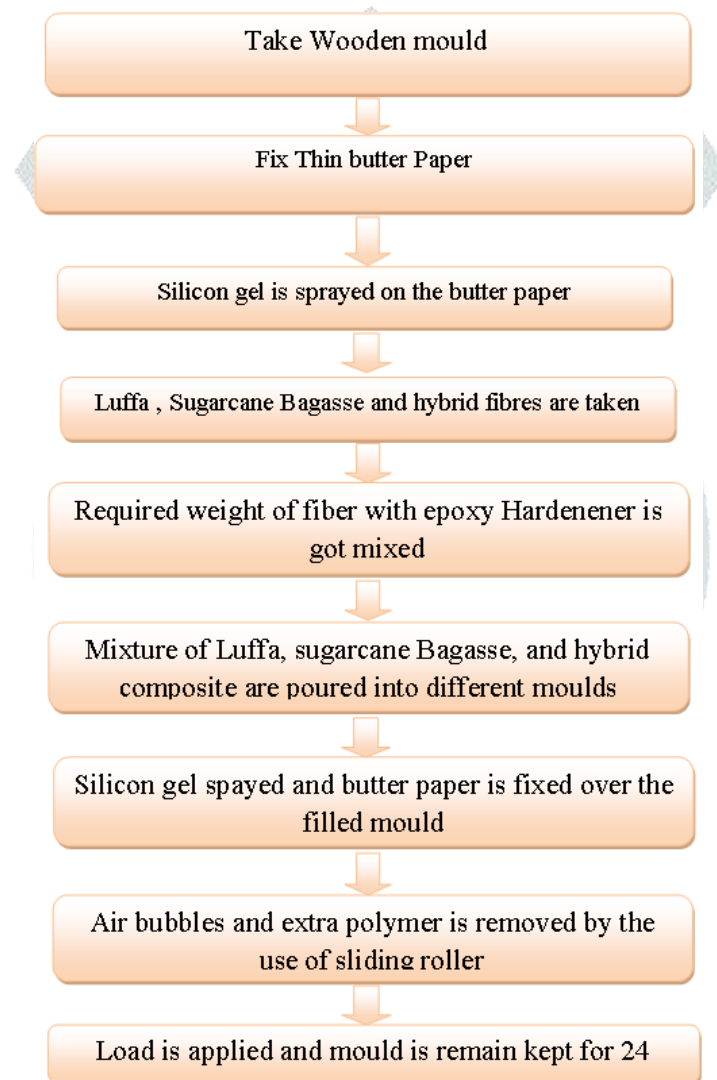 Take Wooden mould
Fix Thin butter Paper
Silicon gel is sprayed on the butter paper
Luffa , Sugarcane Bagasse and hybrid fibres are taken
Required weight of fiber with epoxy Hardenener is
got mixed
Mixture of Luffa, sugarcane Bagasse, and hybrid
composite are poured into different moulds
Silicon gel spayed and butter paper is fixed over the
filled mould
Air bubbles and extra polymer is removed by the
use of sliding roller
Load is applied and mould is remain kept for 24